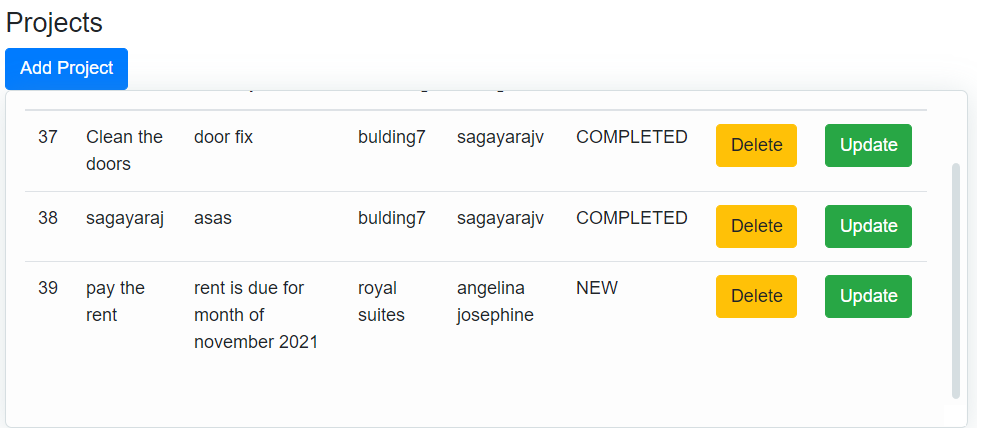 Projects
Add Project
37 Clean the door fix bulding7 sagayarajv COMPLETED Delete Update
doors
38 sagayaraj asas bulding7 sagayarajv COMPLETED Delete Update
39 pay the rent is due for royal angelina NEW Delete Update
rent month of suites josephine
november 2021